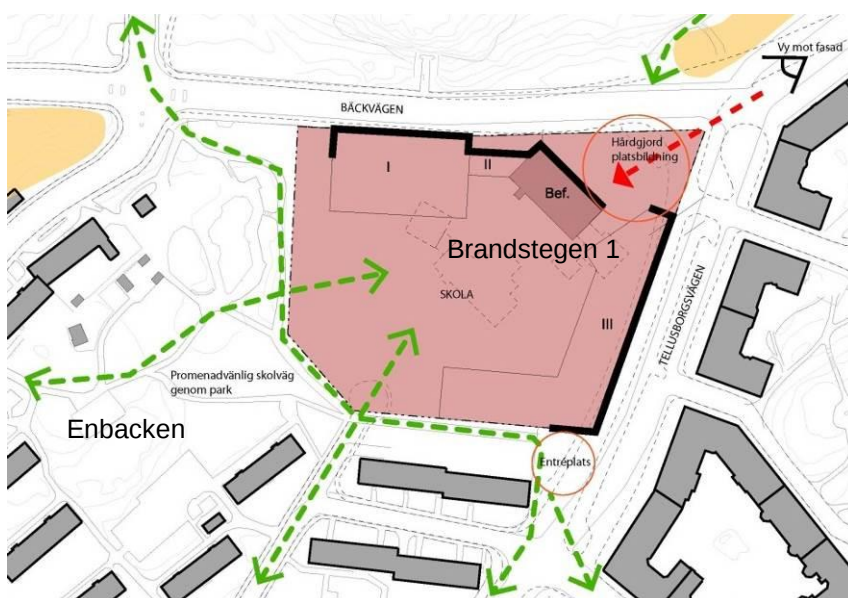 Vy mot fasad
BÄCKVÄGEN
Hårdgjord
platsbildning
I
II
Bef.
Brandstegen 1
SKOLA
III
TELLUSBORGSVÄGEN
Promenadvänlig skolväg
genom park
Enbacken
Entréplats